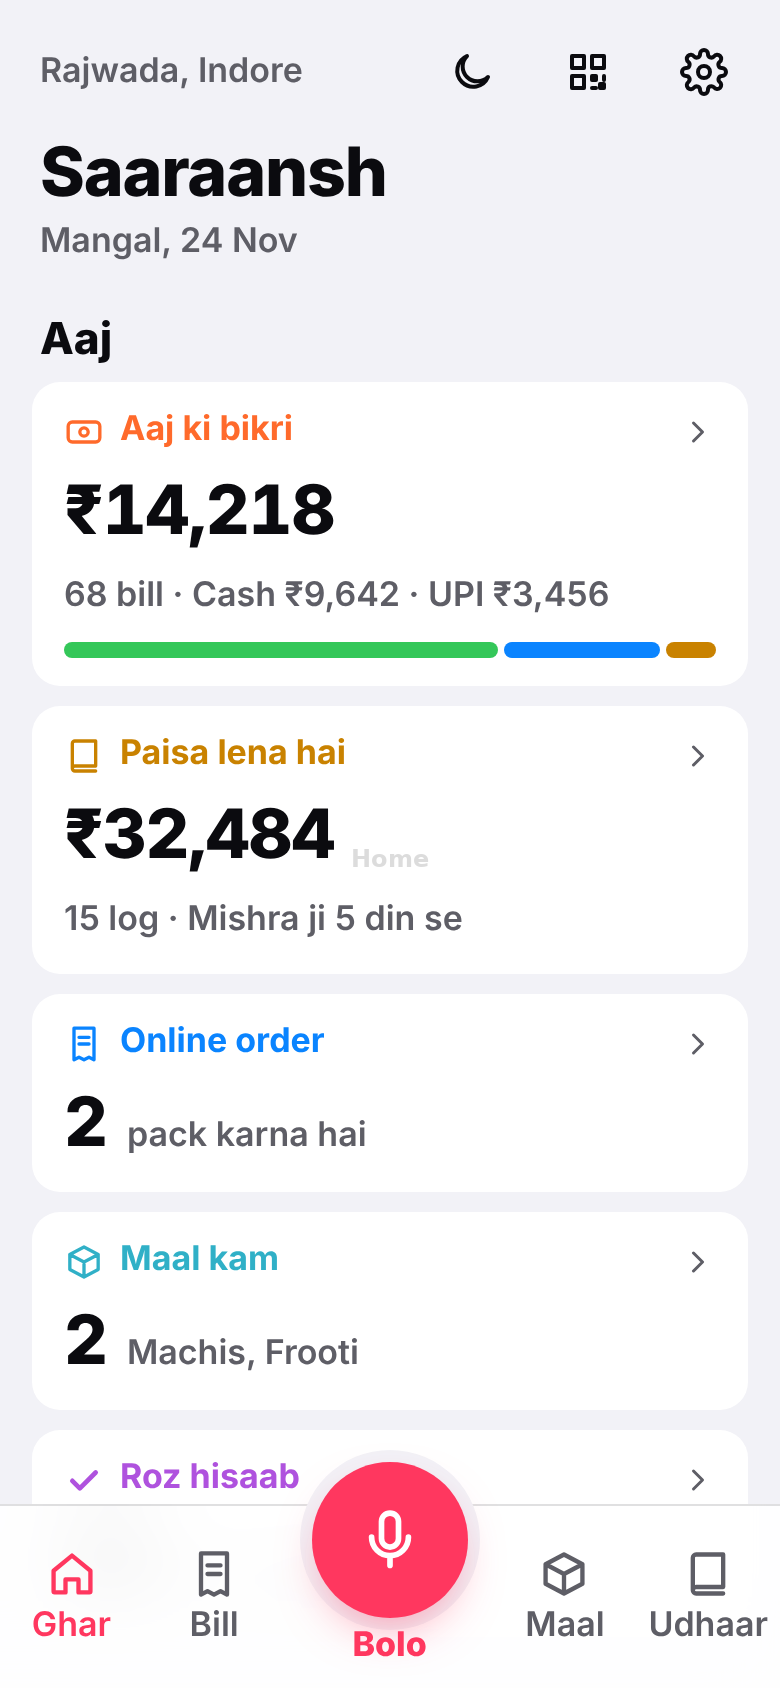 Rajwada, Indore
Saaraansh
Mangal, 24 Nov
Aaj
Aaj ki bikri
₹14,218
68 bill · Cash ₹9,642 · UPI ₹3,456
Paisa lena hai
₹32,484
Home
15 log · Mishra ji 5 din se
Online order
2 pack karna hai
Maal kam
2 Machis, Frooti
Roz hisaab
Ghar Bill Bolo Maal Udhaar